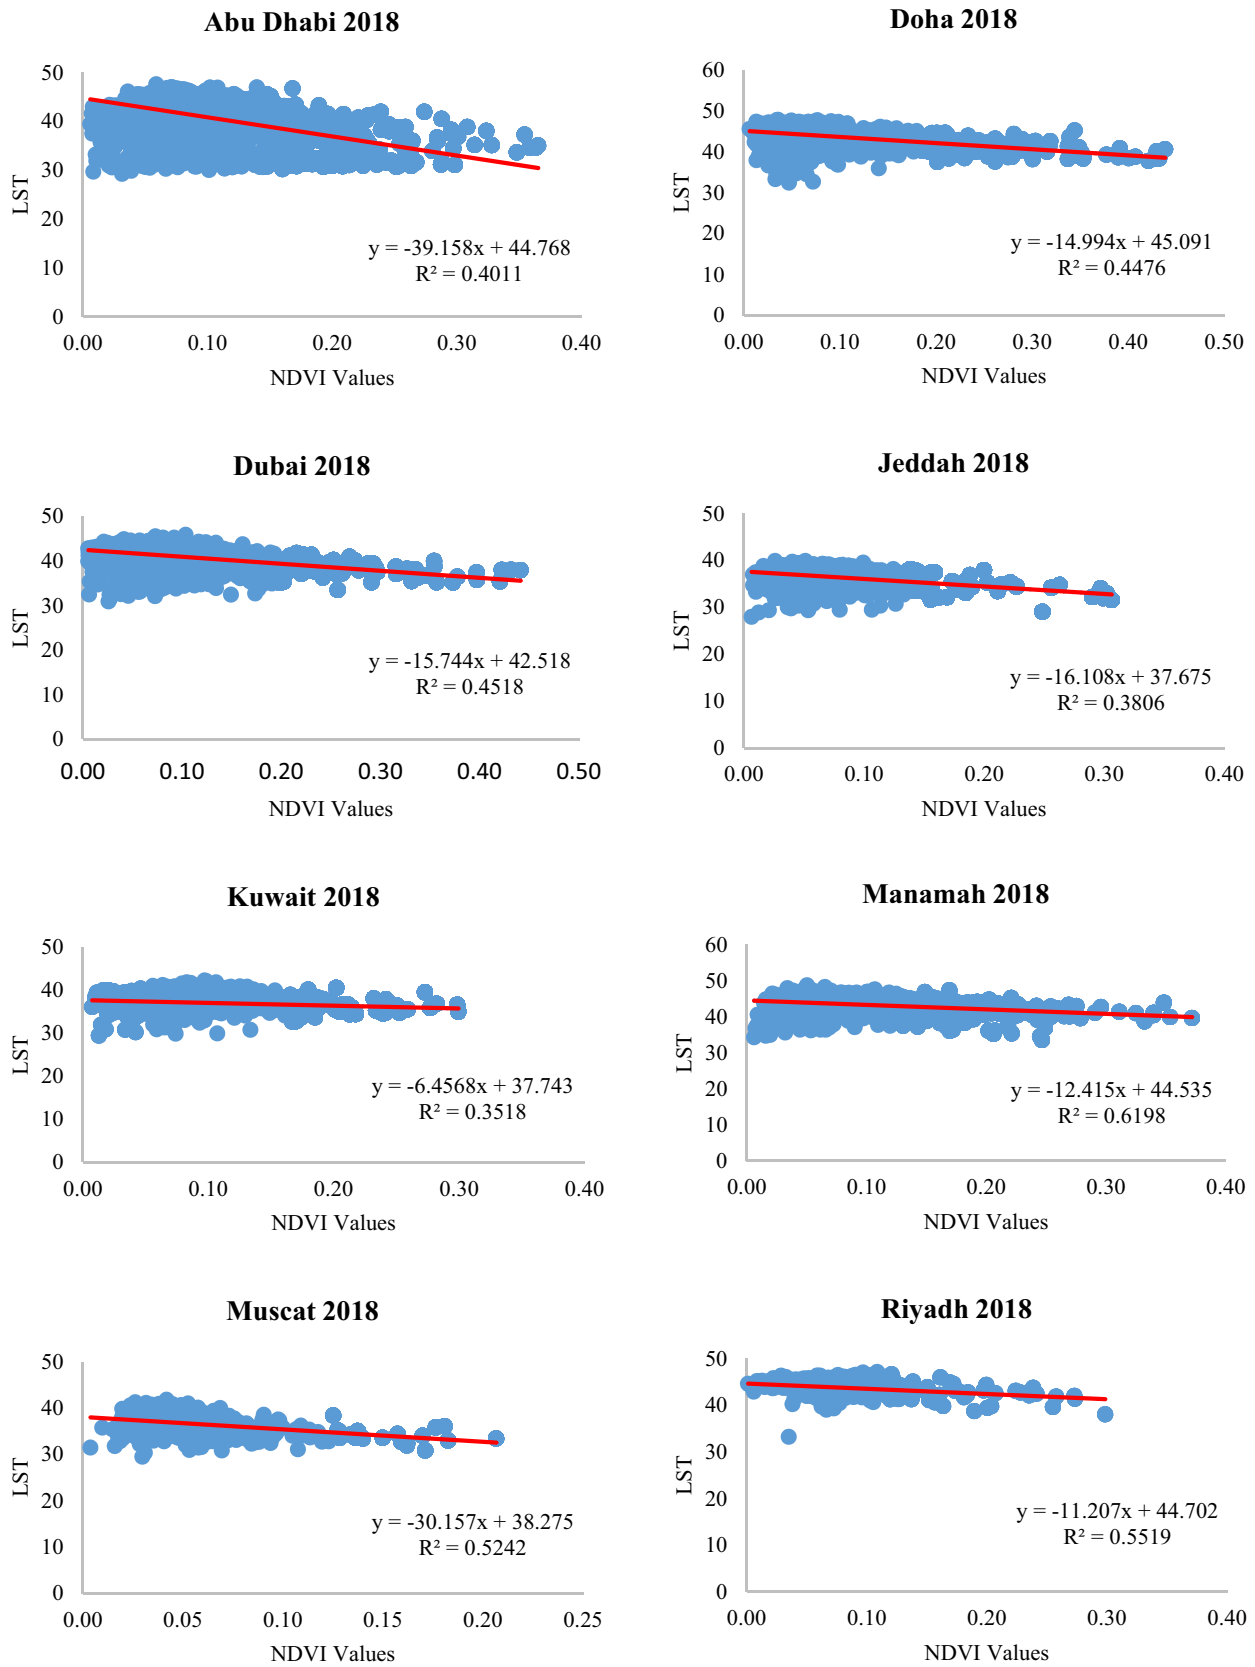 Abu Dhabi 2018
50
40
30
20
10
0
LST
y = -39.158x + 44.768
R² = 0.4011
0.00 0.10 0.20 0.30 0.40
NDVI Values
Doha 2018
60
50
40
30
20
10
0
LST
y = -14.994x + 45.091
R² = 0.4476
0.00 0.10 0.20 0.30 0.40 0.50
NDVI Values
Dubai 2018
50
40
30
20
10
0
LST
y = -15.744x + 42.518
R² = 0.4518
0.00 0.10 0.20 0.30 0.40 0.50
NDVI Values
Jeddah 2018
50
40
30
20
10
0
LST
y = -16.108x + 37.675
R² = 0.3806
0.00 0.10 0.20 0.30 0.40
NDVI Values
Kuwait 2018
50
40
30
20
10
0
LST
y = -6.4568x + 37.743
R² = 0.3518
0.00 0.10 0.20 0.30 0.40
NDVI Values
Manamah 2018
60
50
40
30
20
10
0
LST
y = -12.415x + 44.535
R² = 0.6198
0.00 0.10 0.20 0.30 0.40
NDVI Values
Muscat 2018
50
40
30
20
10
0
LST
y = -30.157x + 38.275
R² = 0.5242
0.00 0.05 0.10 0.15 0.20 0.25
NDVI Values
Riyadh 2018
50
40
30
20
10
0
LST
y = -11.207x + 44.702
R² = 0.5519
0.00 0.10 0.20 0.30 0.40
NDVI Values